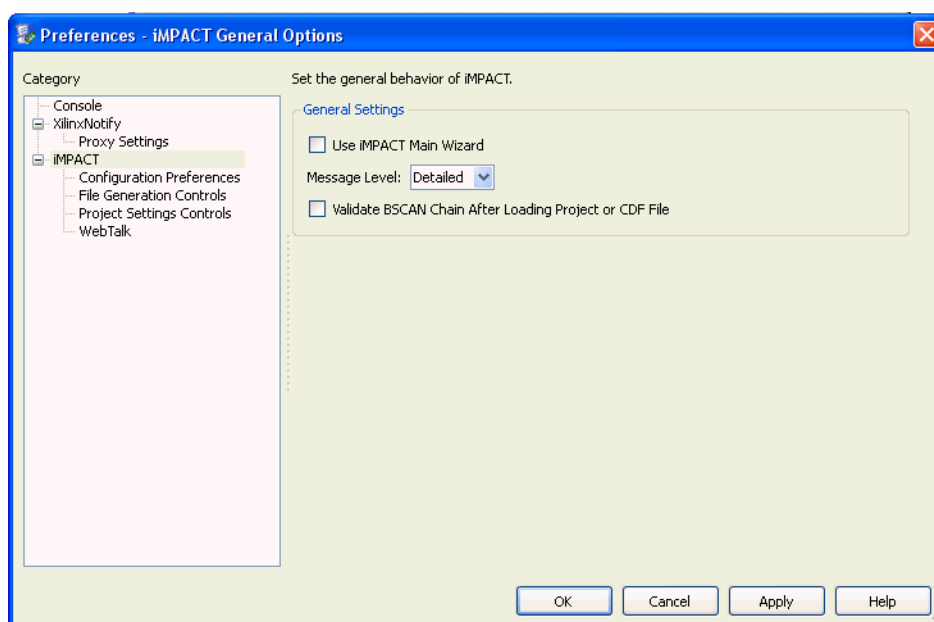 Preferences - iMPACT General Options
Category
Console
XilinxNotify
Proxy Settings
iMPACT
Configuration Preferences
File Generation Controls
Project Settings Controls
WebTalk
Set the general behavior of iMPACT.
General Settings
Use iMPACT Main Wizard
Message Level: Detailed
Validate BSCAN Chain After Loading Project or CDF File
OK Cancel Apply Help